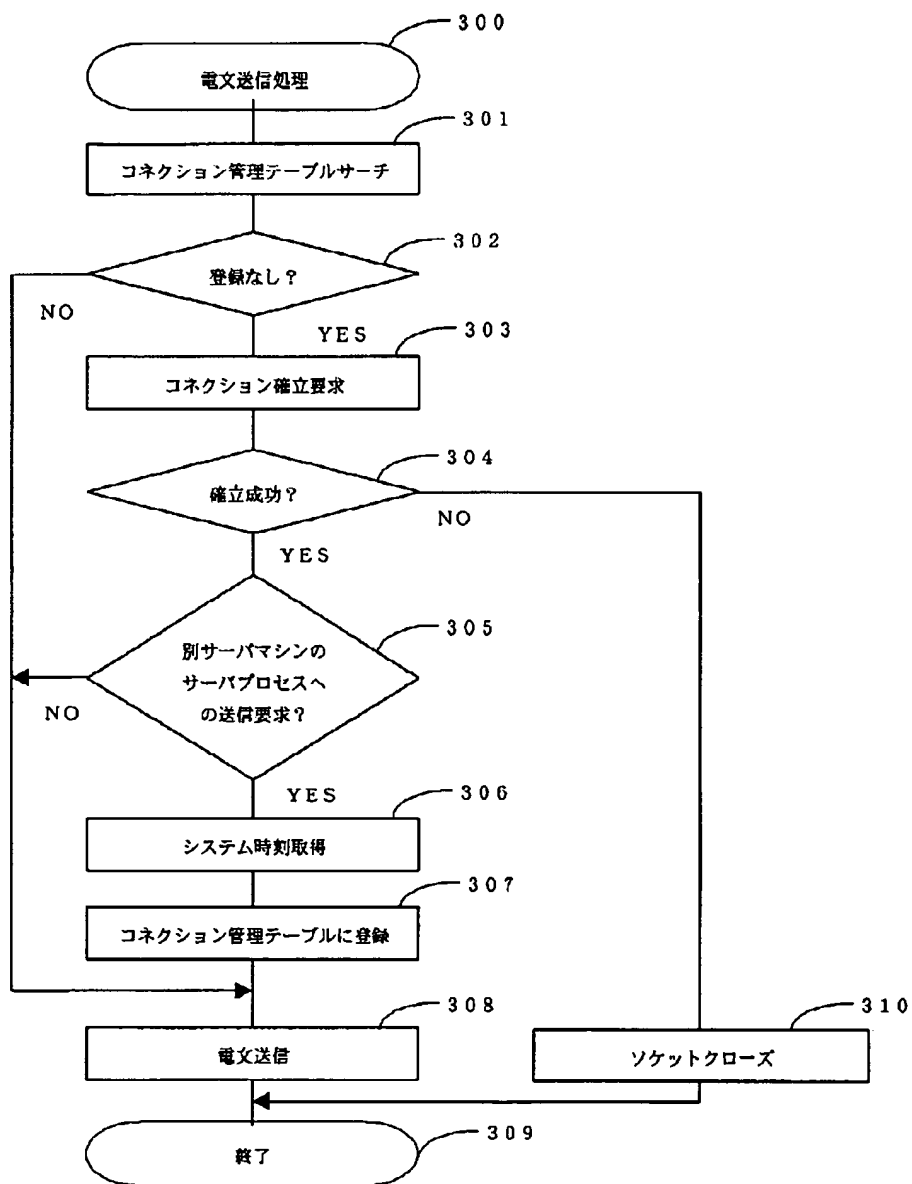 300
電文送信処理
301
コネクション管理テーブルサーチ
302
登録なし？
NO
YES
303
コネクション確立要求
304
確立成功？
NO
YES
305
別サーバマシンの
サーバプロセスへ
の送信要求？
NO
YES
306
システム時刻取得
307
コネクション管理テーブルに登録
308
電文送信
310
ソケットクローズ
309
終了